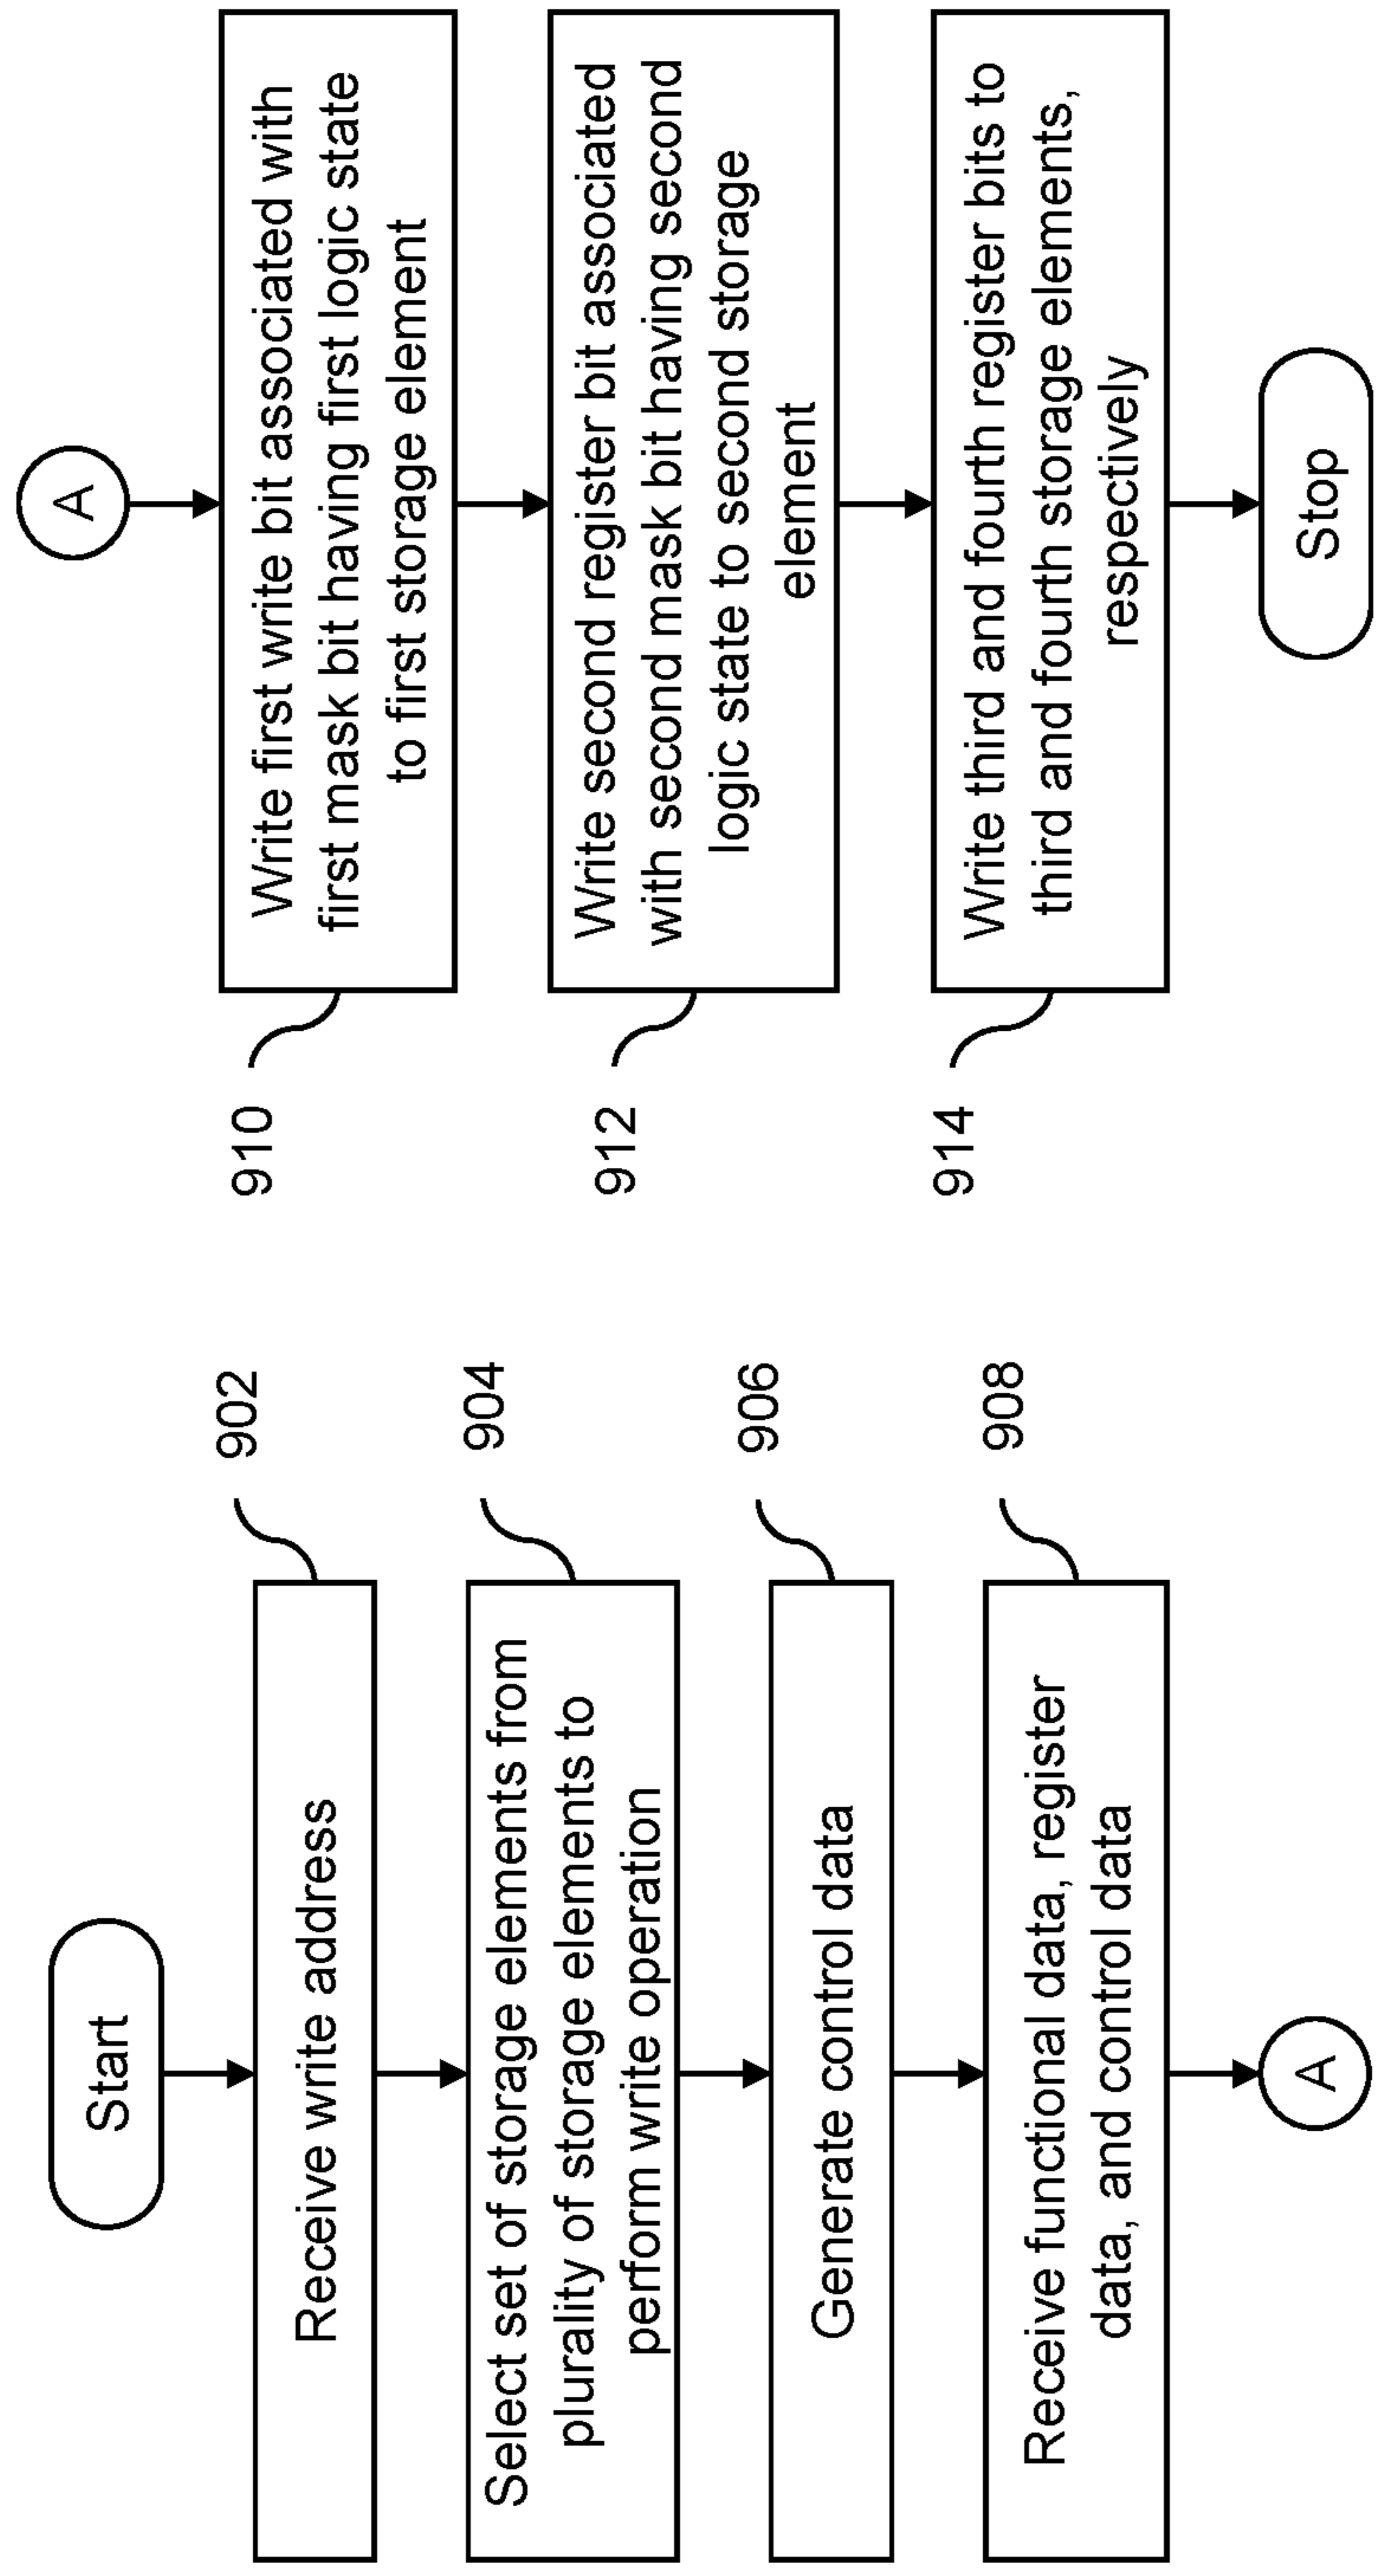 Start
902
Receive write address
904
Select set of storage elements from
plurality of storage elements to
perform write operation
906
Generate control data
908
Receive functional data, register
data, and control data
A
A
910
Write first write bit associated with
first mask bit having first logic state
to first storage element
912
Write second register bit associated
with second mask bit having second
logic state to second storage
element
914
Write third and fourth register bits to
third and fourth storage elements,
respectively
Stop